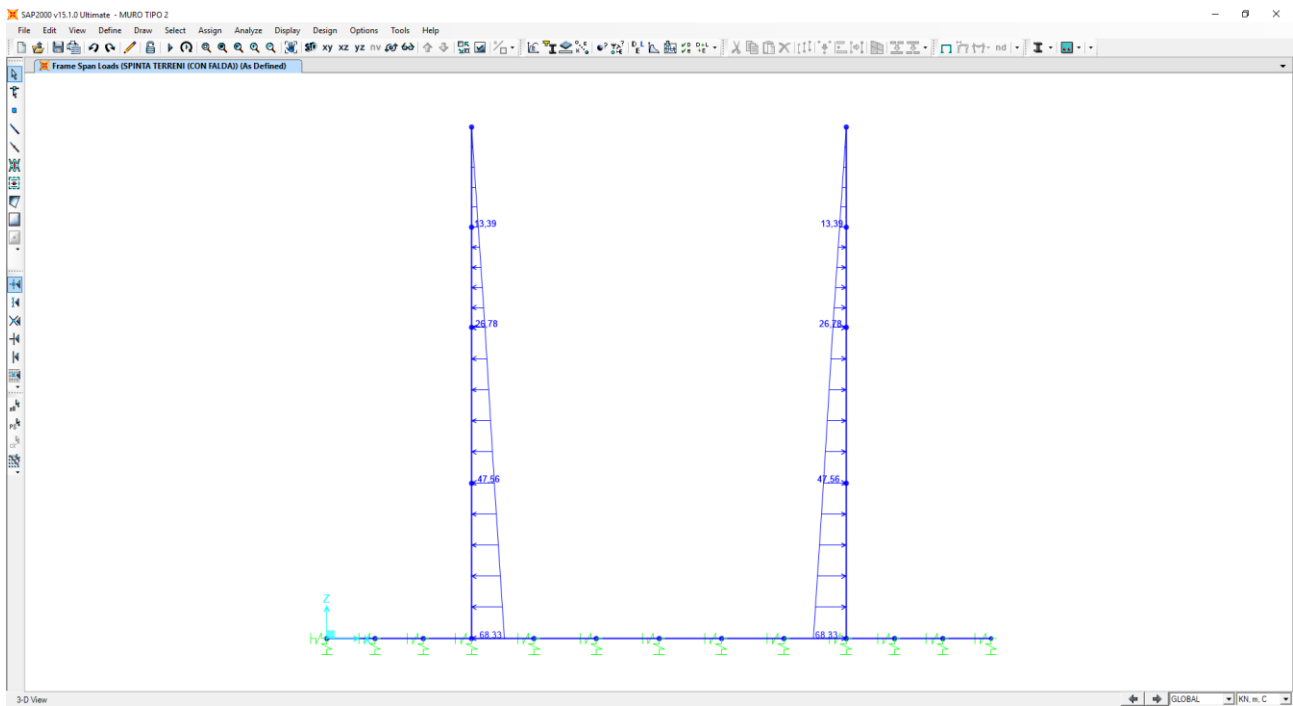 SAP2000 v15.1.0 Ultimate - MURO TIPO 2
File Edit View Define Draw Select Assign Analyze Display Design Options Tools Help
xy xz yz nv nd
Frame Span Loads (SPINTA TERRENI (CON FALDA)) (As Defined)
13,39 13,39
26,78 26,78
47,56 47,56
Z
68,33 68,33
3-D View GLOBAL KN, m, C